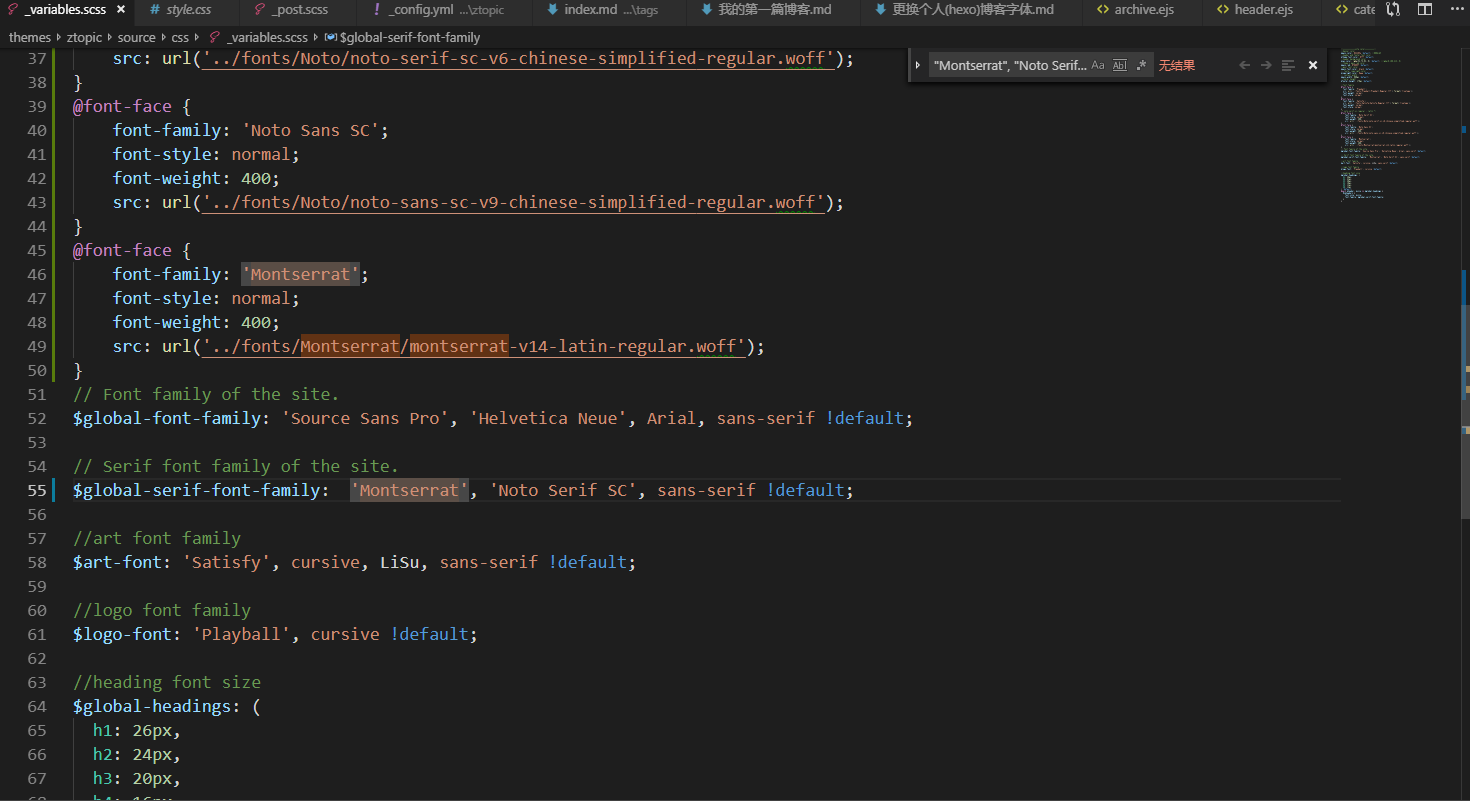 _variables.scss × # style.css _post.scss ! _config.yml ...\ztopic index.md ...\tags 我的第一篇博客.md 更换个人(hexo)博客字体.md <> archive.ejs <> header.ejs <> cate ...
themes › ztopic › source › css › _variables.scss › $global-serif-font-family
"Montserrat", "Noto Serif... Aa Abl .* 无结果
37 src: url('../fonts/Noto/noto-serif-sc-v6-chinese-simplified-regular.woff');
38 }
39 @font-face {
40 font-family: 'Noto Sans SC';
41 font-style: normal;
42 font-weight: 400;
43 src: url('../fonts/Noto/noto-sans-sc-v9-chinese-simplified-regular.woff');
44 }
45 @font-face {
46 font-family: 'Montserrat';
47 font-style: normal;
48 font-weight: 400;
49 src: url('../fonts/Montserrat/montserrat-v14-latin-regular.woff');
50 }
51 // Font family of the site.
52 $global-font-family: 'Source Sans Pro', 'Helvetica Neue', Arial, sans-serif !default;
53
54 // Serif font family of the site.
55 $global-serif-font-family: 'Montserrat', 'Noto Serif SC', sans-serif !default;
56
57 //art font family
58 $art-font: 'Satisfy', cursive, LiSu, sans-serif !default;
59
60 //logo font family
61 $logo-font: 'Playball', cursive !default;
62
63 //heading font size
64 $global-headings: (
65 h1: 26px,
66 h2: 24px,
67 h3: 20px,
68 h4: 16px